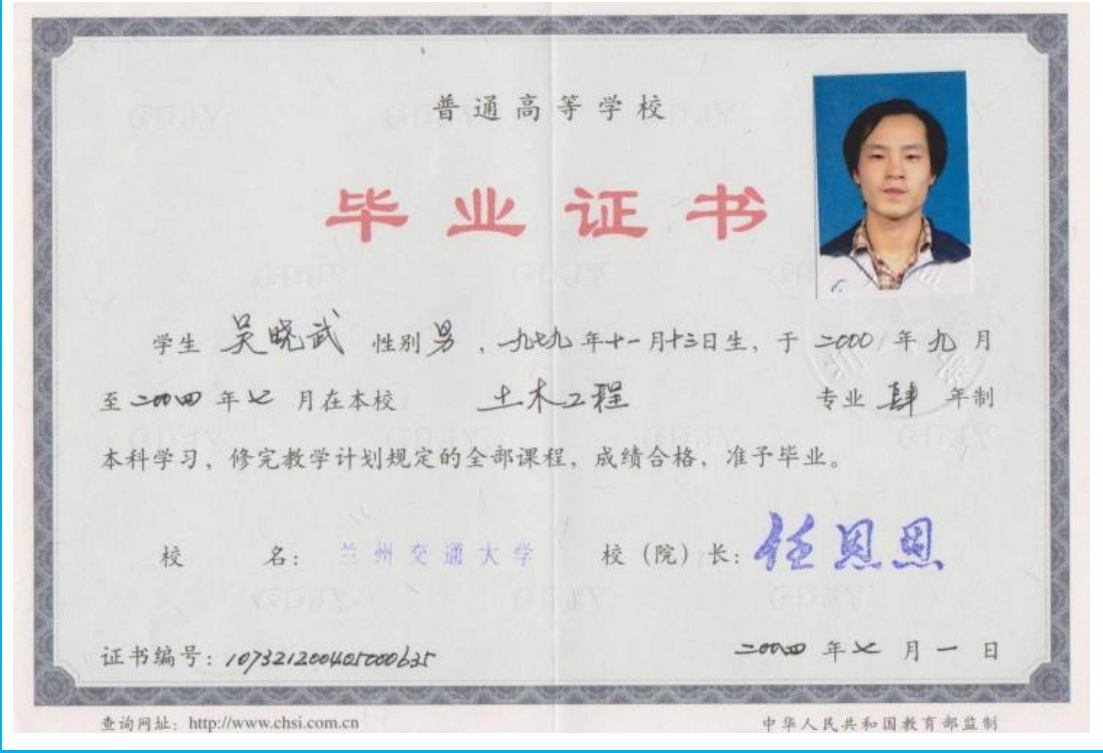 普通高等学校
毕业证书
学生 吴晓武 性别 男 ，一九七九年十一月十三日生，于二000年九月
至二00四年七月在本校 土木工程 专业 肆 年制
本科学习，修完教学计划规定的全部课程，成绩合格，准予毕业。
校 名：兰州交通大学 校（院）长：任恩恩
证书编号：107321200405000635 二00四年七月一日
查询网址：http://www.chsi.com.cn 中华人民共和国教育部监制